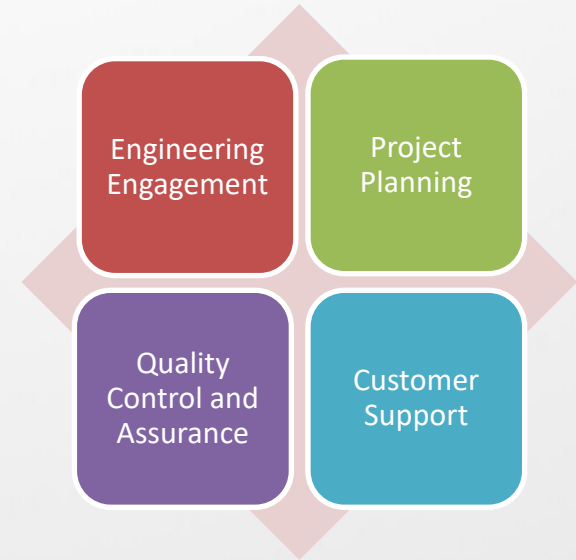 Engineering
Engagement
Project
Planning
Quality
Control and
Assurance
Customer
Support